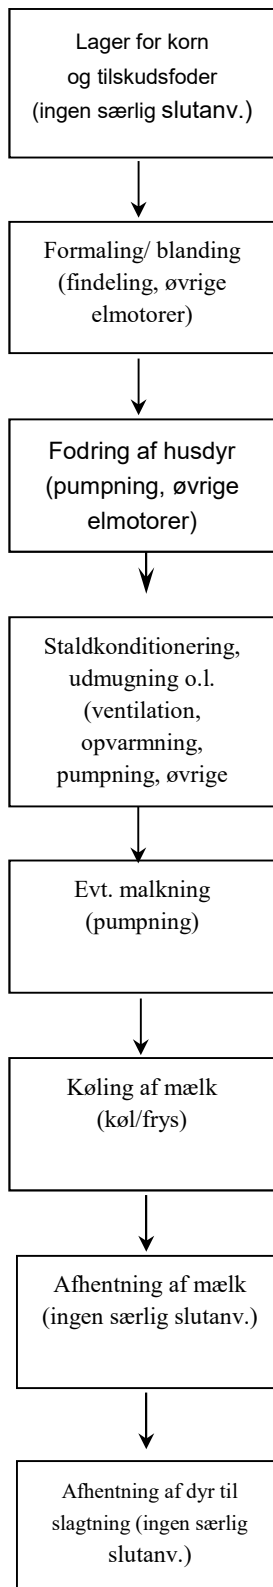 Lager for korn
og tilskudsfoder
(ingen særlig slutanv.)
Formaling/ blanding
(findeling, øvrige
elmotorer)
Fodring af husdyr
(pumpning, øvrige
elmotorer)
Staldkonditionering,
udmugning o.l.
(ventilation,
opvarmning,
pumpning, øvrige
Evt. malkning
(pumpning)
Køling af mælk
(køl/frys)
Afhentning af mælk
(ingen særlig slutanv.)
Afhentning af dyr til
slagtning (ingen særlig
slutanv.)